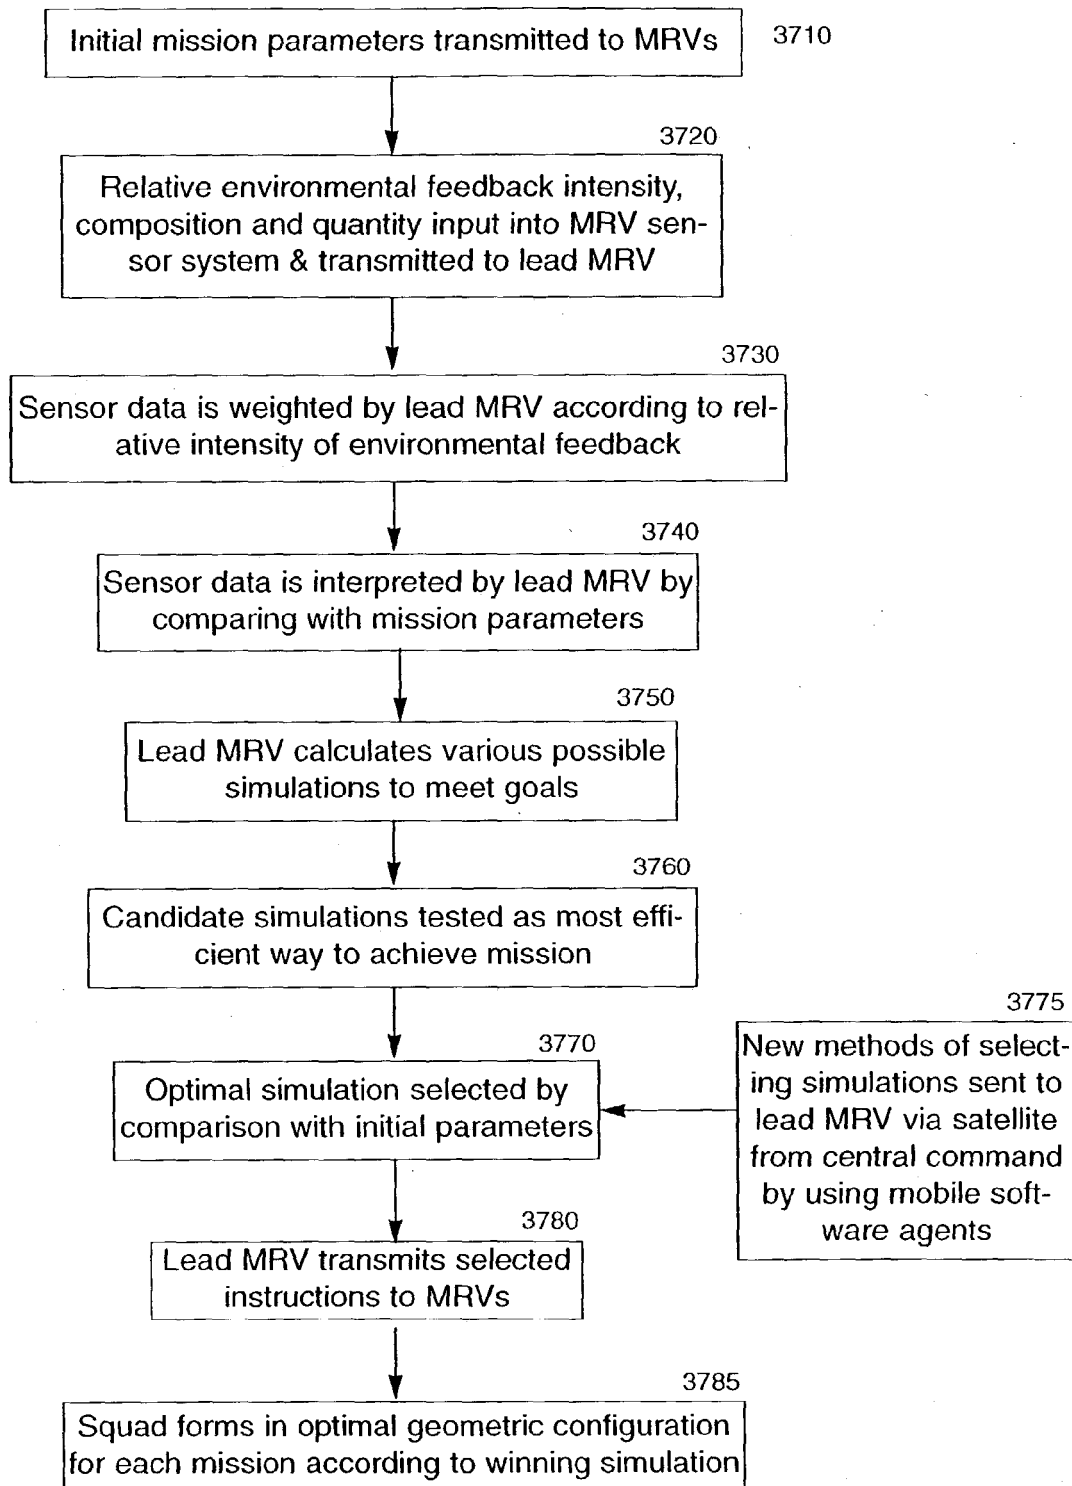 Initial mission parameters transmitted to MRVs
3710
3720
Relative environmental feedback intensity,
composition and quantity input into MRV sen-
sor system & transmitted to lead MRV
3730
Sensor data is weighted by lead MRV according to rel-
ative intensity of environmental feedback
3740
Sensor data is interpreted by lead MRV by
comparing with mission parameters
3750
Lead MRV calculates various possible
simulations to meet goals
3760
Candidate simulations tested as most effi-
cient way to achieve mission
3770
Optimal simulation selected by
comparison with initial parameters
3775
New methods of select-
ing simulations sent to
lead MRV via satellite
from central command
by using mobile soft-
ware agents
3780
Lead MRV transmits selected
instructions to MRVs
3785
Squad forms in optimal geometric configuration
for each mission according to winning simulation